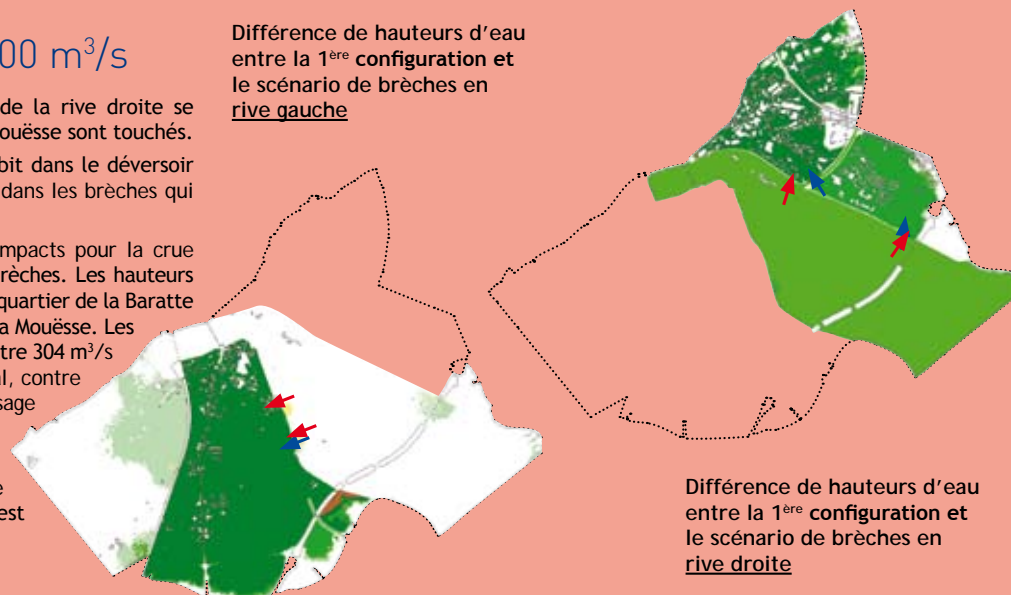 00 m³/s
de la rive droite se
ouësse sont touchés.
bit dans le déversoir
dans les brèches qui
mpacts pour la crue
rèches. Les hauteurs
quartier de la Baratte
a Mouësse. Les
tre 304 m³/s
al, contre
sage
e
est
Différence de hauteurs d'eau
entre la 1ère configuration et
le scénario de brèches en
rive gauche
Différence de hauteurs d'eau
entre la 1ère configuration et
le scénario de brèches en
rive droite